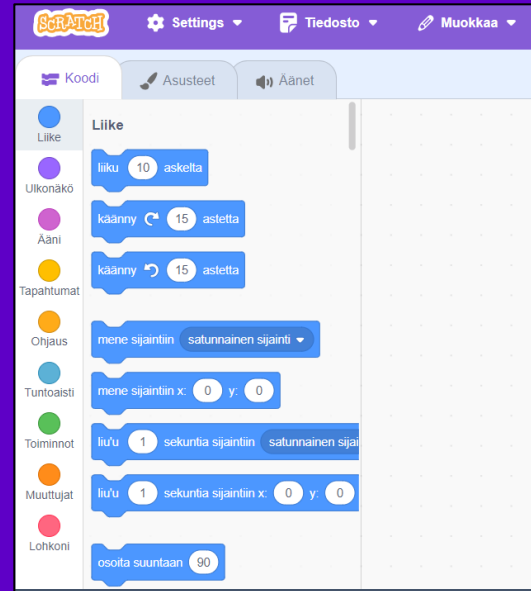 SCRATCH Settings Tiedosto Muokkaa
Koodi Asusteet Äänet
Liike
Ulkonäkö
Ääni
Tapahtumat
Ohjaus
Tuntoaisti
Toiminnot
Muuttujat
Lohkoni
Liike
liiku 10 askelta
käänny 15 astetta
käänny 15 astetta
mene sijaintiin satunnainen sijainti
mene sijaintiin x: 0 y: 0
liu'u 1 sekuntia sijaintiin satunnainen sijai
liu'u 1 sekuntia sijaintiin x: 0 y: 0
osoita suuntaan 90